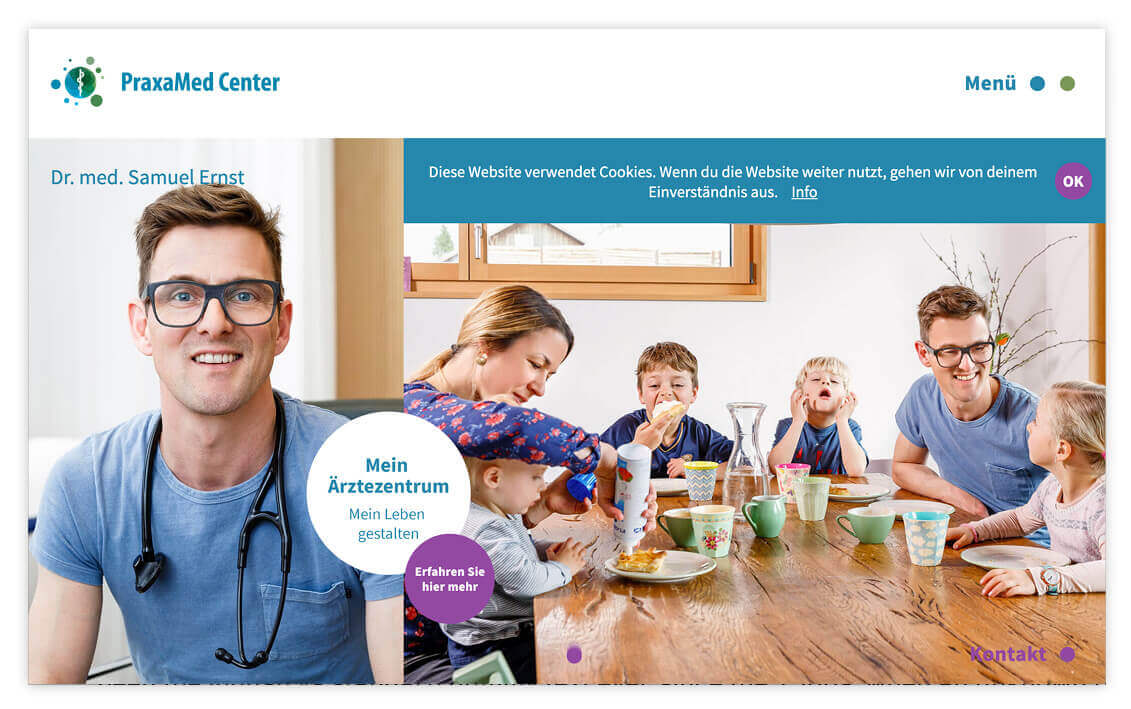 PraxaMed Center
Menü
Dr. med. Samuel Ernst
Diese Website verwendet Cookies. Wenn du die Website weiter nutzt, gehen wir von deinem
Einverständnis aus. Info
OK
Mein
Ärztezentrum
Mein Leben
gestalten
Erfahren Sie
hier mehr
Kontakt